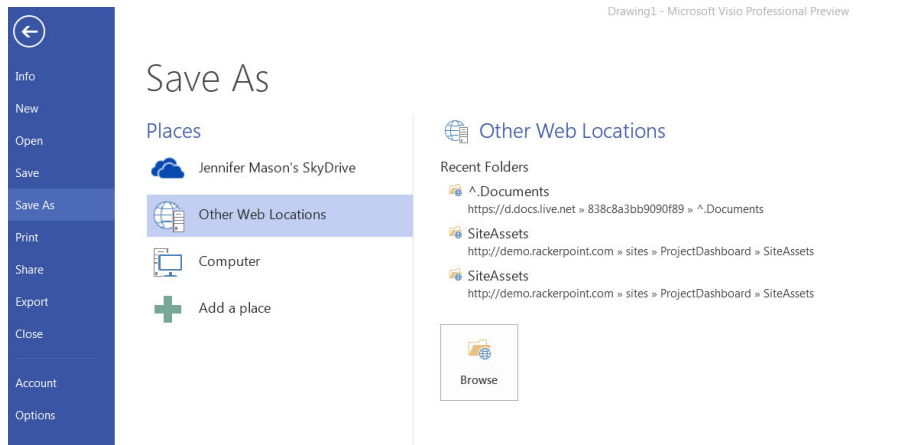 Drawing1 - Microsoft Visio Professional Preview
Info
New
Open
Save
Save As
Print
Share
Export
Close
Account
Options
Save As
Places
Jennifer Mason's SkyDrive
Other Web Locations
Computer
Add a place
Other Web Locations
Recent Folders
^.Documents
https://d.docs.live.net » 838c8a3bb9090f89 » ^.Documents
SiteAssets
http://demo.rackerpoint.com » sites » ProjectDashboard » SiteAssets
SiteAssets
http://demo.rackerpoint.com » sites » ProjectDashboard » SiteAssets
Browse